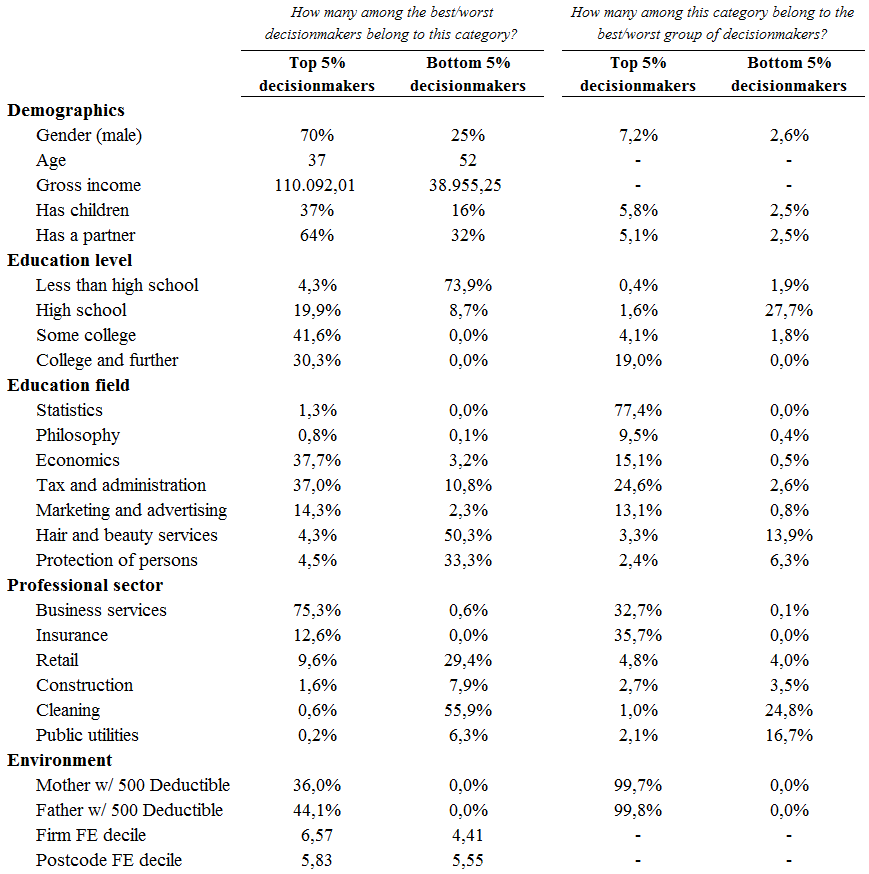 How many among the best/worst decisionmakers belong to this category? How many among this category belong to the best/worst group of decisionmakers?
Top 5% decisionmakers Bottom 5% decisionmakers Top 5% decisionmakers Bottom 5% decisionmakers
Demographics
Gender (male) 70% 25% 7,2% 2,6%
Age 37 52 - -
Gross income 110.092,01 38.955,25 - -
Has children 37% 16% 5,8% 2,5%
Has a partner 64% 32% 5,1% 2,5%
Education level
Less than high school 4,3% 73,9% 0,4% 1,9%
High school 19,9% 8,7% 1,6% 27,7%
Some college 41,6% 0,0% 4,1% 1,8%
College and further 30,3% 0,0% 19,0% 0,0%
Education field
Statistics 1,3% 0,0% 77,4% 0,0%
Philosophy 0,8% 0,1% 9,5% 0,4%
Economics 37,7% 3,2% 15,1% 0,5%
Tax and administration 37,0% 10,8% 24,6% 2,6%
Marketing and advertising 14,3% 2,3% 13,1% 0,8%
Hair and beauty services 4,3% 50,3% 3,3% 13,9%
Protection of persons 4,5% 33,3% 2,4% 6,3%
Professional sector
Business services 75,3% 0,6% 32,7% 0,1%
Insurance 12,6% 0,0% 35,7% 0,0%
Retail 9,6% 29,4% 4,8% 4,0%
Construction 1,6% 7,9% 2,7% 3,5%
Cleaning 0,6% 55,9% 1,0% 24,8%
Public utilities 0,2% 6,3% 2,1% 16,7%
Environment
Mother w/ 500 Deductible 36,0% 0,0% 99,7% 0,0%
Father w/ 500 Deductible 44,1% 0,0% 99,8% 0,0%
Firm FE decile 6,57 4,41 - -
Postcode FE decile 5,83 5,55 - -